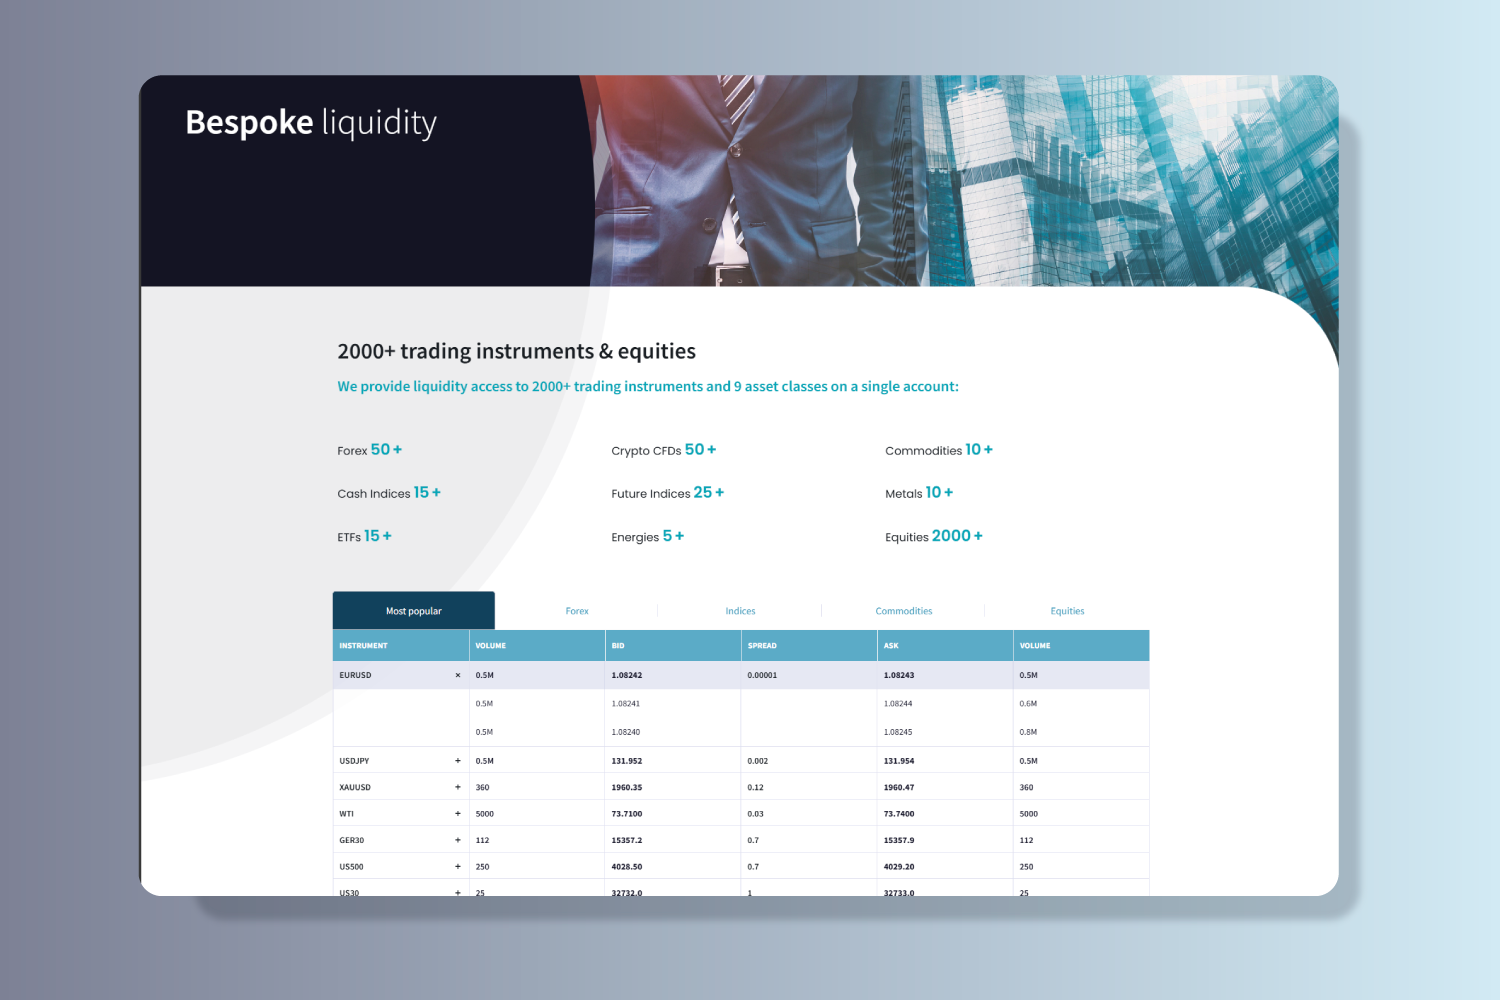 Bespoke liquidity
2000+ trading instruments & equities
We provide liquidity access to 2000+ trading instruments and 9 asset classes on a single account:
Forex 50+ Crypto CFDs 50+ Commodities 10+
Cash Indices 15+ Future Indices 25+ Metals 10+
ETFs 15+ Energies 5+ Equities 2000+
Most popular Forex Indices Commodities Equities
INSTRUMENT VOLUME BID SPREAD ASK VOLUME
EURUSD × 0.5M 1.08242 0.00001 1.08243 0.5M
0.5M 1.08241 1.08244 0.6M
0.5M 1.08240 1.08245 0.8M
USDJPY + 0.5M 131.952 0.002 131.954 0.5M
XAUUSD + 360 1960.35 0.12 1960.47 360
WTI + 5000 73.7100 0.03 73.7400 5000
GER30 + 112 15357.2 0.7 15357.9 112
US500 + 250 4028.50 0.7 4029.20 250
US30 + 25 32732.0 1 32733.0 25